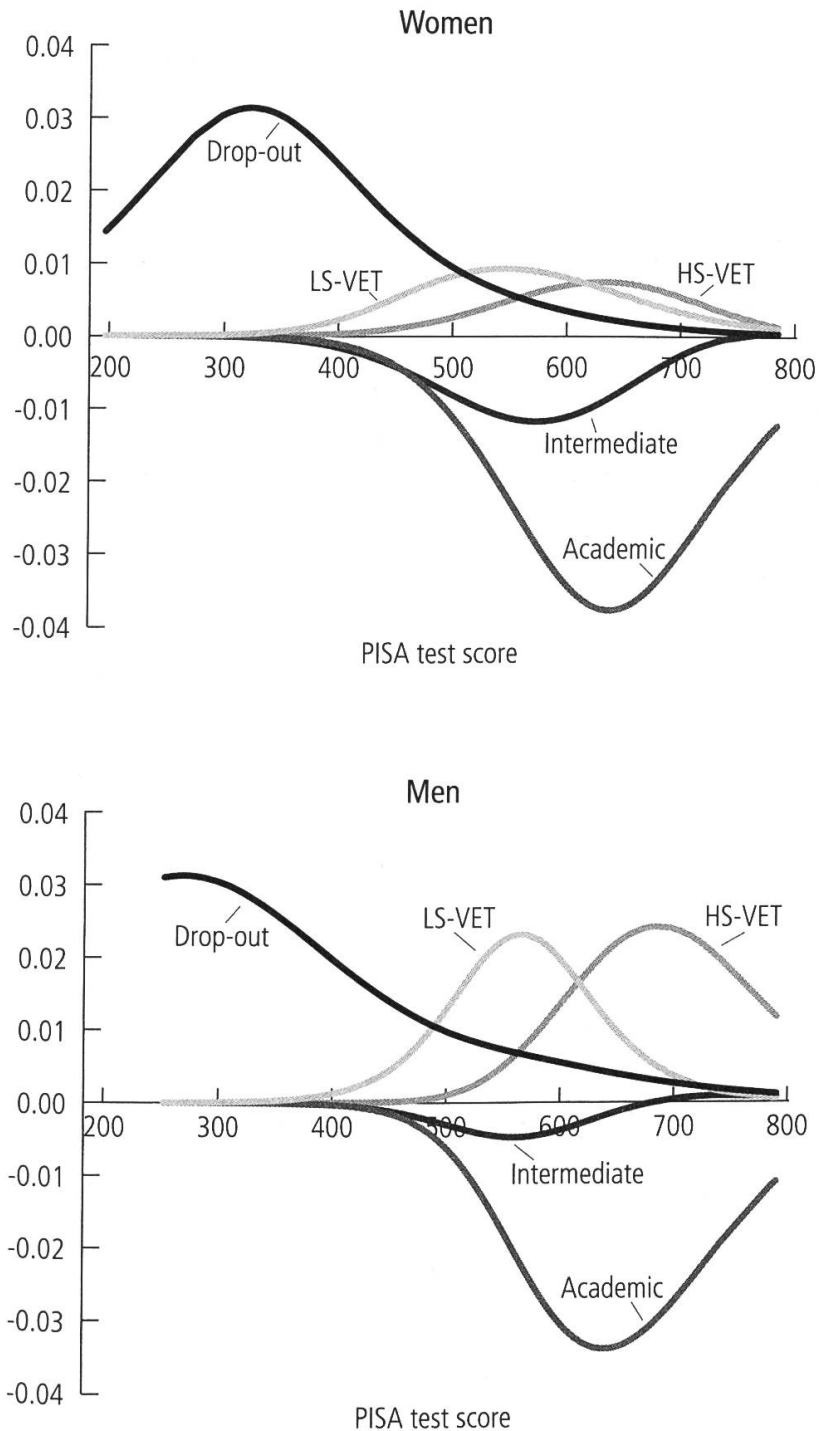 Women
0.04
0.03
Drop-out
0.02
0.01
LS-VET
HS-VET
0.00
200 300 400 500 600 700 800
-0.01
Intermediate
-0.02
-0.03
Academic
-0.04
PISA test score
Men
0.04
0.03
Drop-out
LS-VET
HS-VET
0.02
0.01
0.00
200 300 400 500 600 700 800
-0.01
Intermediate
-0.02
Academic
-0.03
-0.04
PISA test score